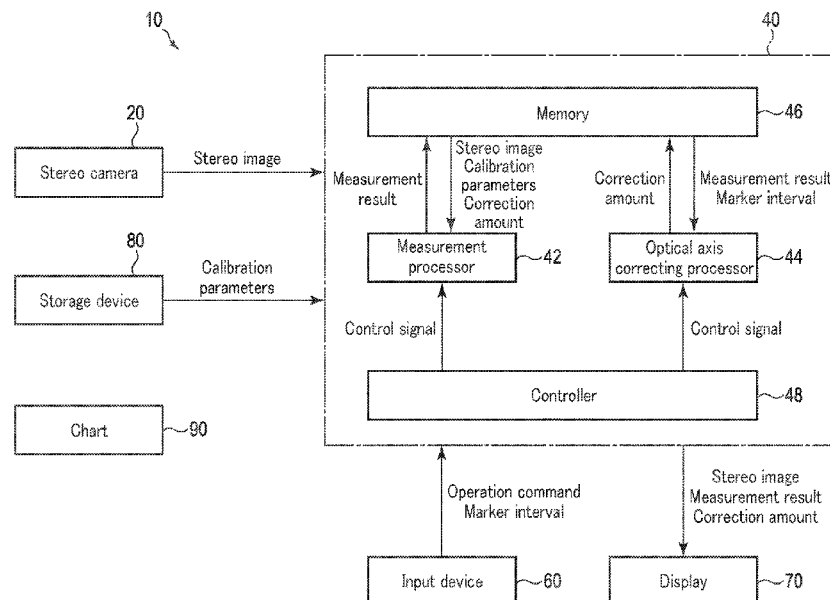 10
40
20
Stereo camera
Stereo image
80
Storage device
Calibration
parameters
Chart
90
Memory
46
Measurement
result
Stereo image
Calibration
parameters
Correction
amount
Correction
amount
Measurement result
Marker interval
Measurement
processor
42
Optical axis
correcting processor
44
Control signal
Control signal
Controller
48
Operation command
Marker interval
Stereo image
Measurement result
Correction amount
Input device
60
Display
70